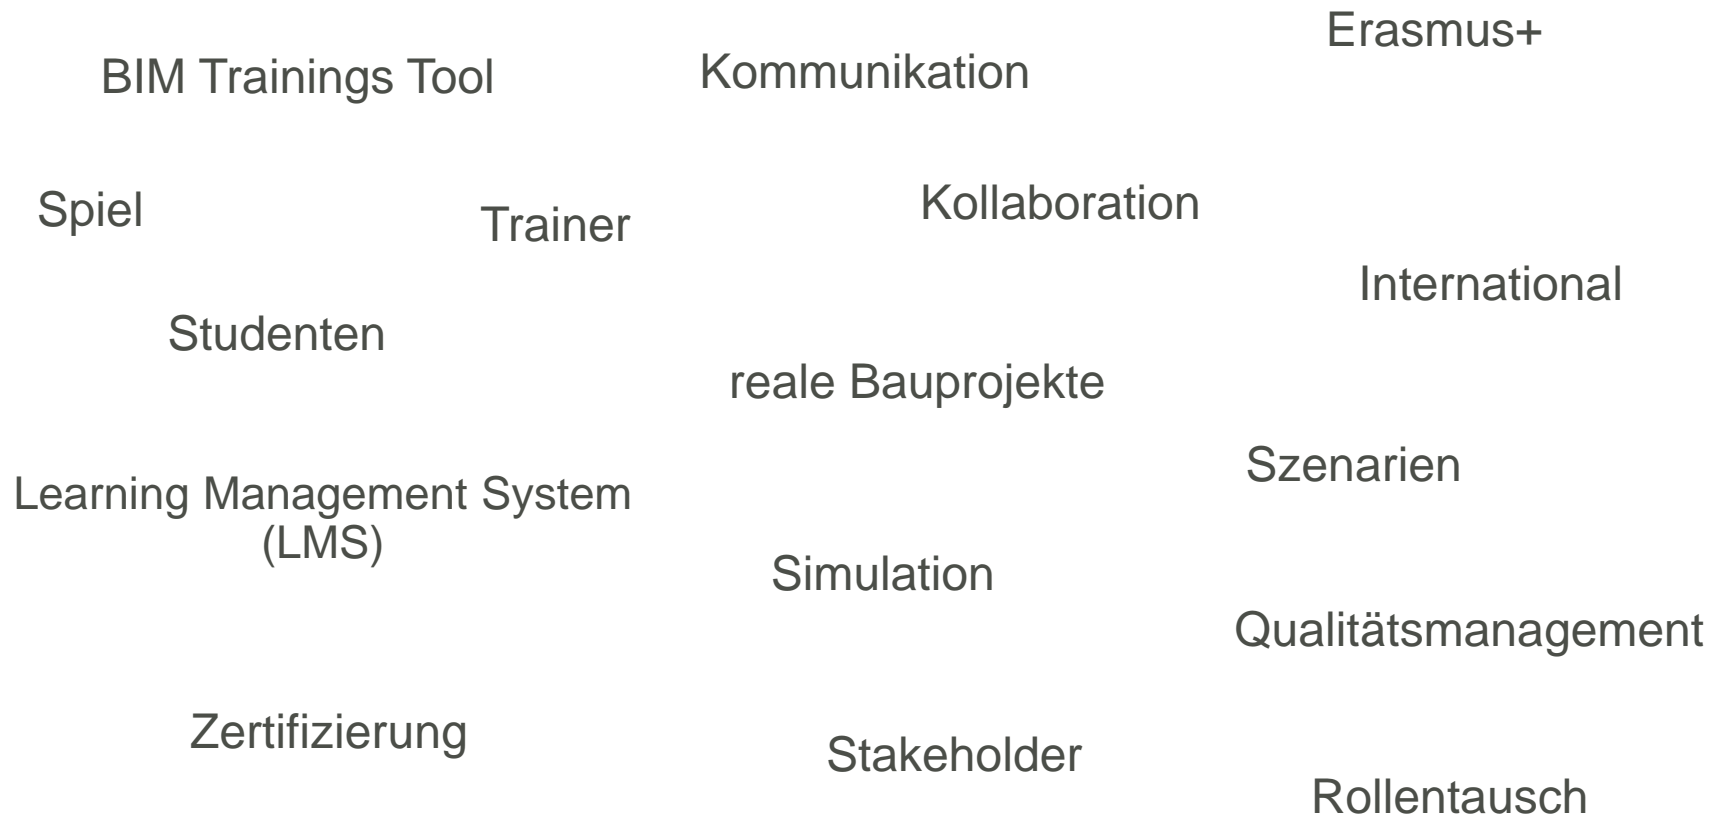 Erasmus+
BIM Trainings Tool
Kommunikation
Spiel
Trainer
Kollaboration
International
Studenten
reale Bauprojekte
Szenarien
Learning Management System
(LMS)
Simulation
Qualitätsmanagement
Zertifizierung
Stakeholder
Rollentausch